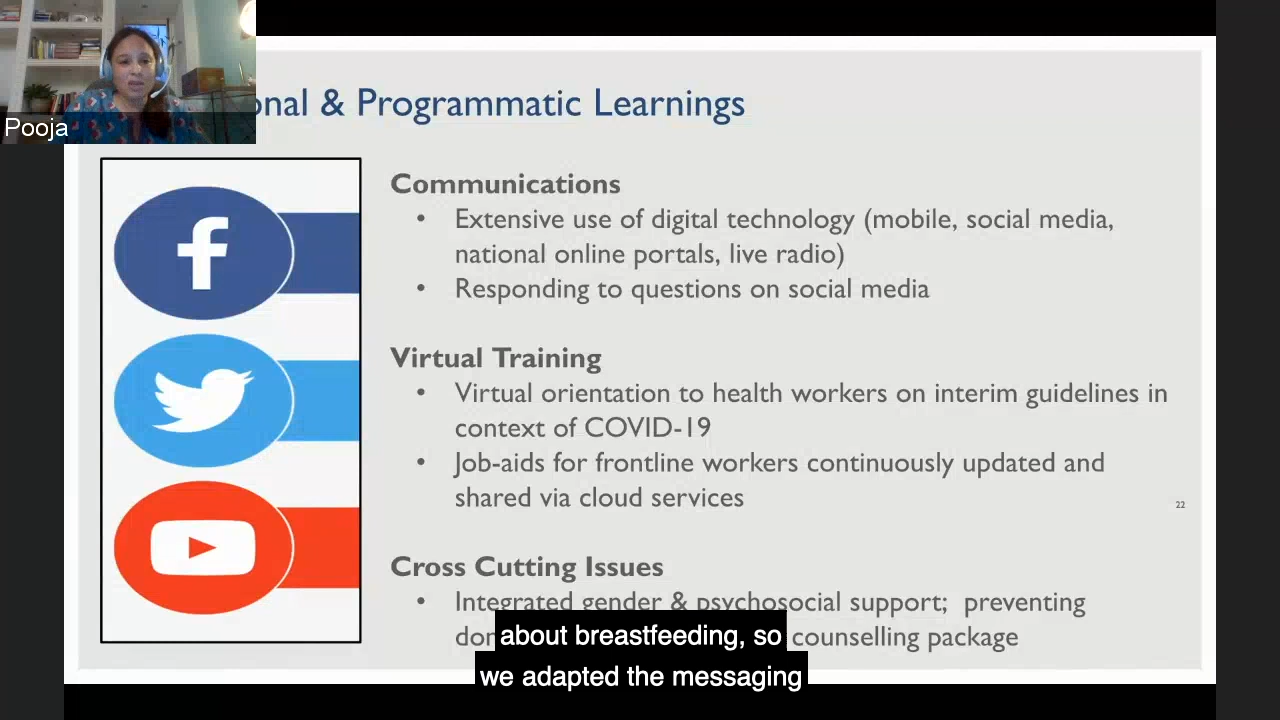 Pooja
onal & Programmatic Learnings
f
Communications
• Extensive use of digital technology (mobile, social media,
national online portals, live radio)
• Responding to questions on social media
Virtual Training
• Virtual orientation to health workers on interim guidelines in
context of COVID-19
• Job-aids for frontline workers continuously updated and
shared via cloud services
22
Cross Cutting Issues
• Integrated gender & psychosocial support; preventing
counselling package
about breastfeeding, so
we adapted the messaging